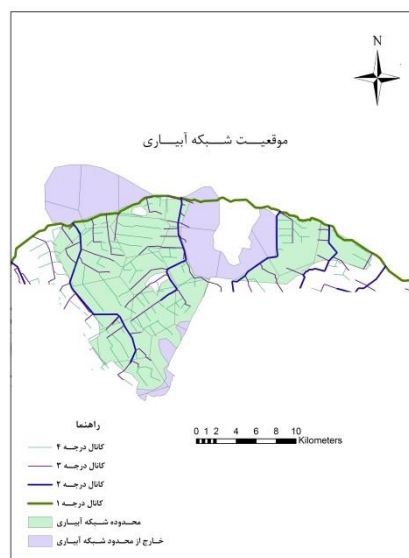 N
موقعیت شبکه آبیاری
راهنما
کانال درجه ۴
کانال درجه ۳
کانال درجه ۲
کانال درجه ۱
محدوده شبکه آبیاری
خارج از محدود شبکه آبیاری
0 1 2 4 6 8 10
Kilometers